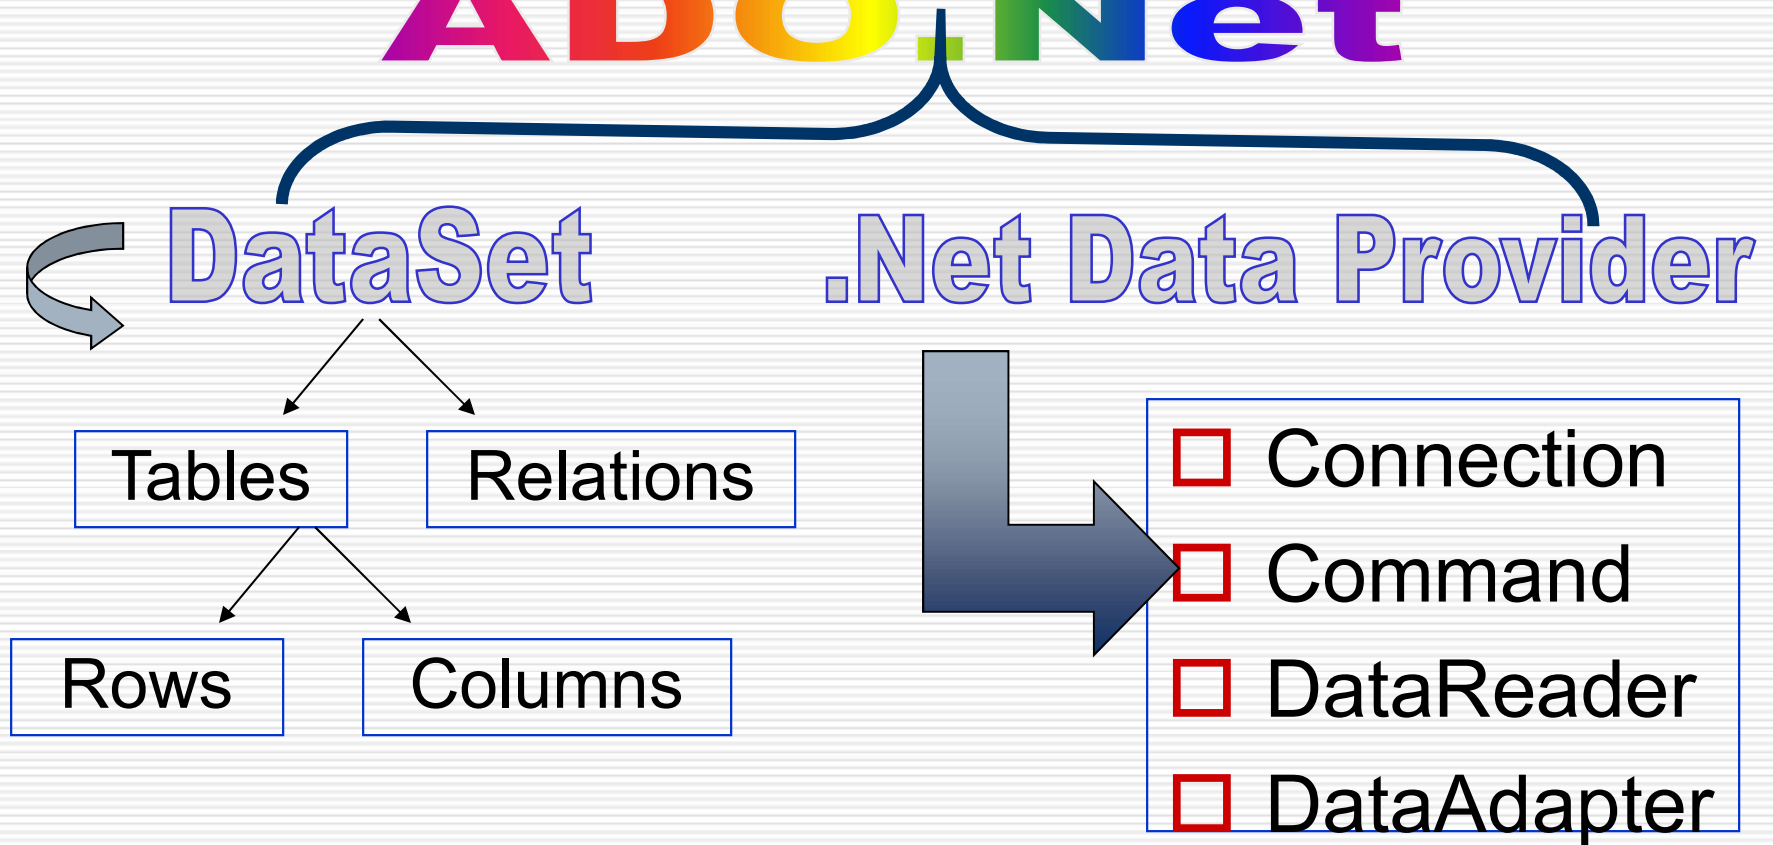 ADO.Net
DataSet
.Net Data Provider
Tables
Relations
Rows
Columns
Connection
Command
DataReader
DataAdapter